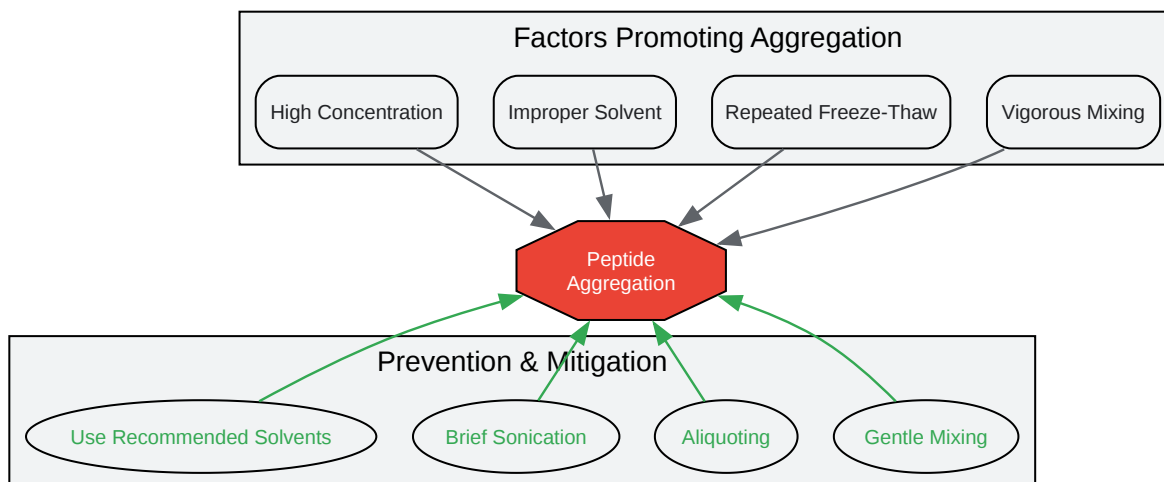 Factors Promoting Aggregation
High Concentration
Improper Solvent
Repeated Freeze-Thaw
Vigorous Mixing
Peptide
Aggregation
Prevention & Mitigation
Use Recommended Solvents
Brief Sonication
Aliquoting
Gentle Mixing